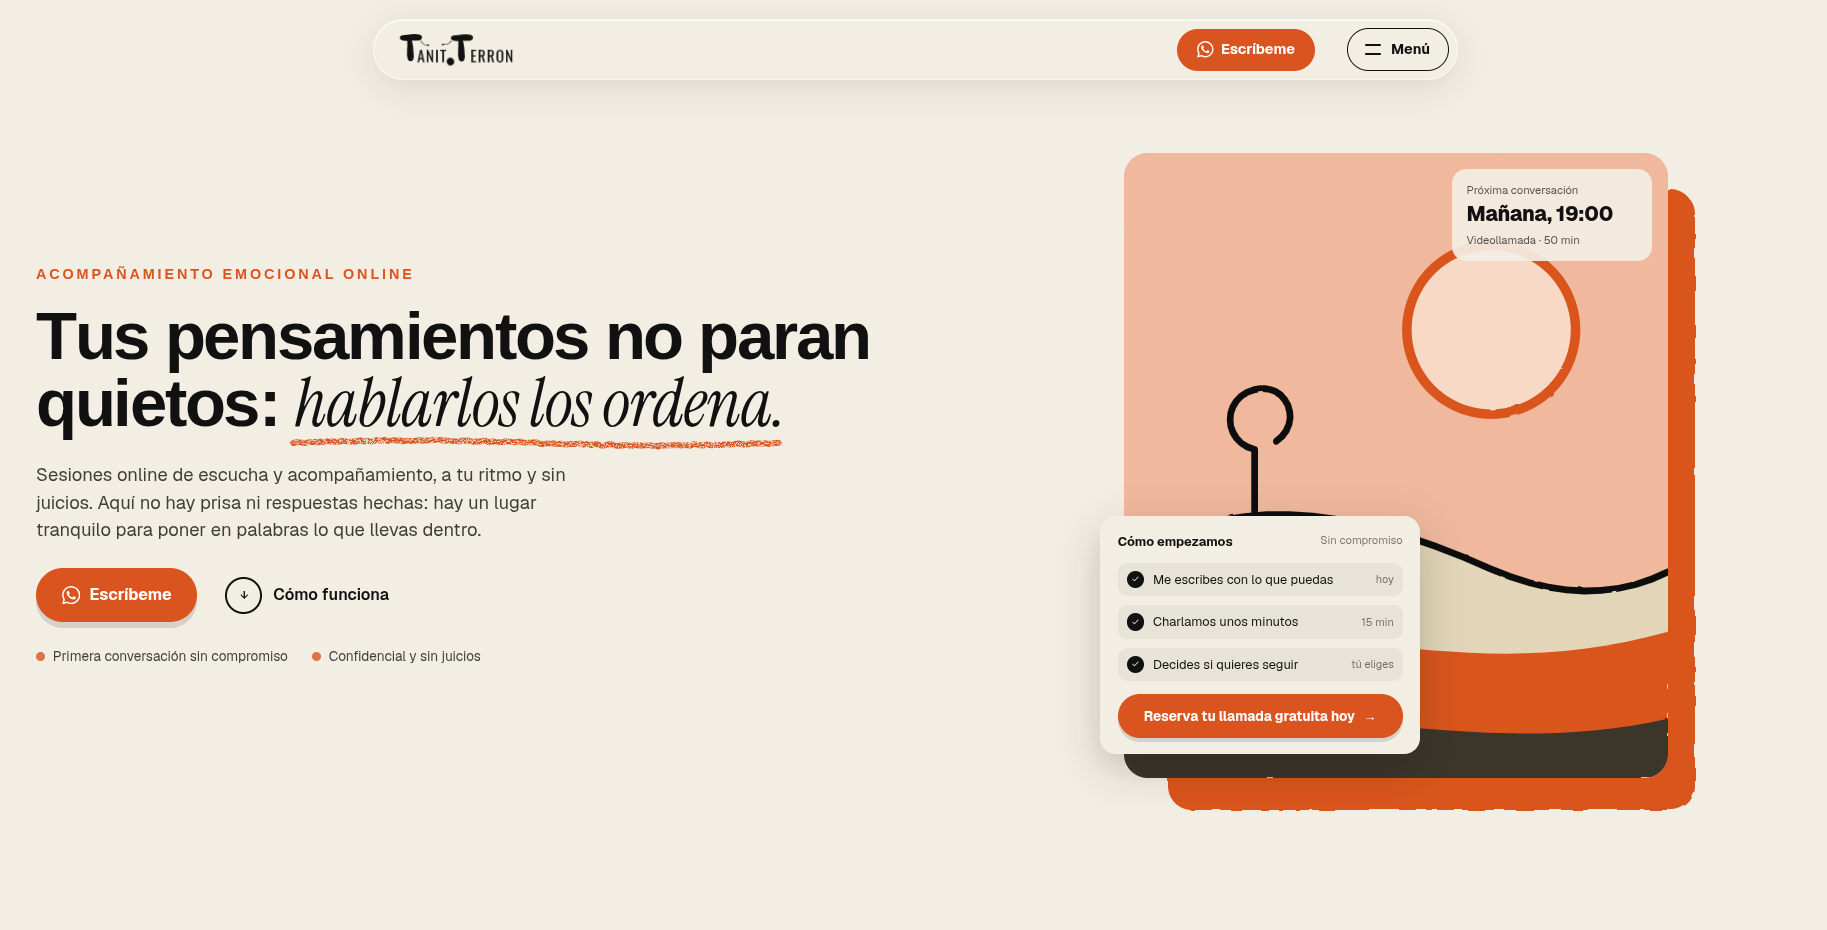 TANIT TERRON
Escríbeme
Menú
ACOMPAÑAMIENTO EMOCIONAL ONLINE
Tus pensamientos no paran
quietos: hablarlos los ordena.
Sesiones online de escucha y acompañamiento, a tu ritmo y sin
juicios. Aquí no hay prisa ni respuestas hechas: hay un lugar
tranquilo para poner en palabras lo que llevas dentro.
Escríbeme
Cómo funciona
Primera conversación sin compromiso
Confidencial y sin juicios
Próxima conversación
Mañana, 19:00
Videollamada · 50 min
Cómo empezamos
Sin compromiso
Me escribes con lo que puedas
hoy
Charlamos unos minutos
15 min
Decides si quieres seguir
tú eliges
Reserva tu llamada gratuita hoy →